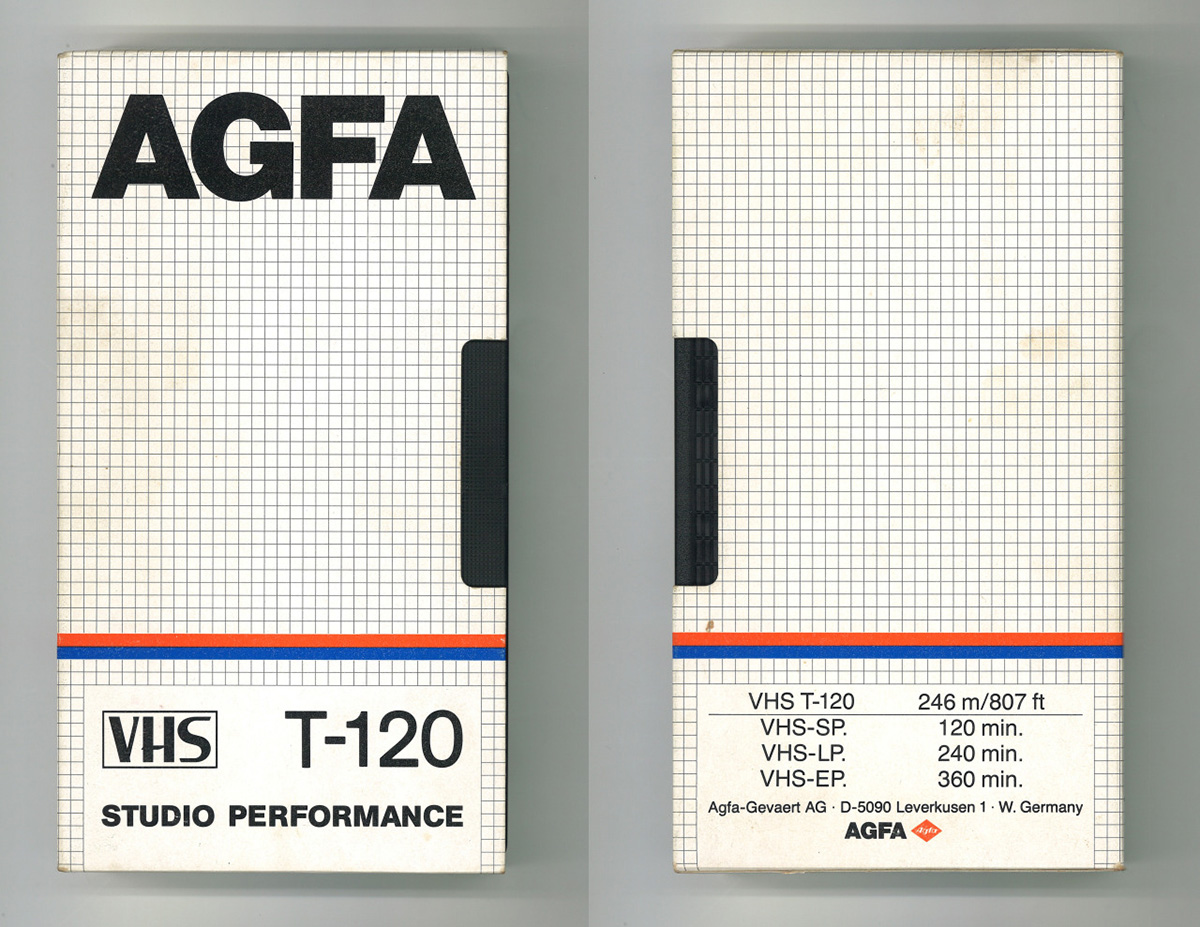 AGFA
VHS T-120
STUDIO PERFORMANCE
VHS T-120 246 m/807 ft
VHS-SP. 120 min.
VHS-LP. 240 min.
VHS-EP. 360 min.
Agfa-Gevaert AG · D-5090 Leverkusen 1 · W. Germany
AGFA Agfa